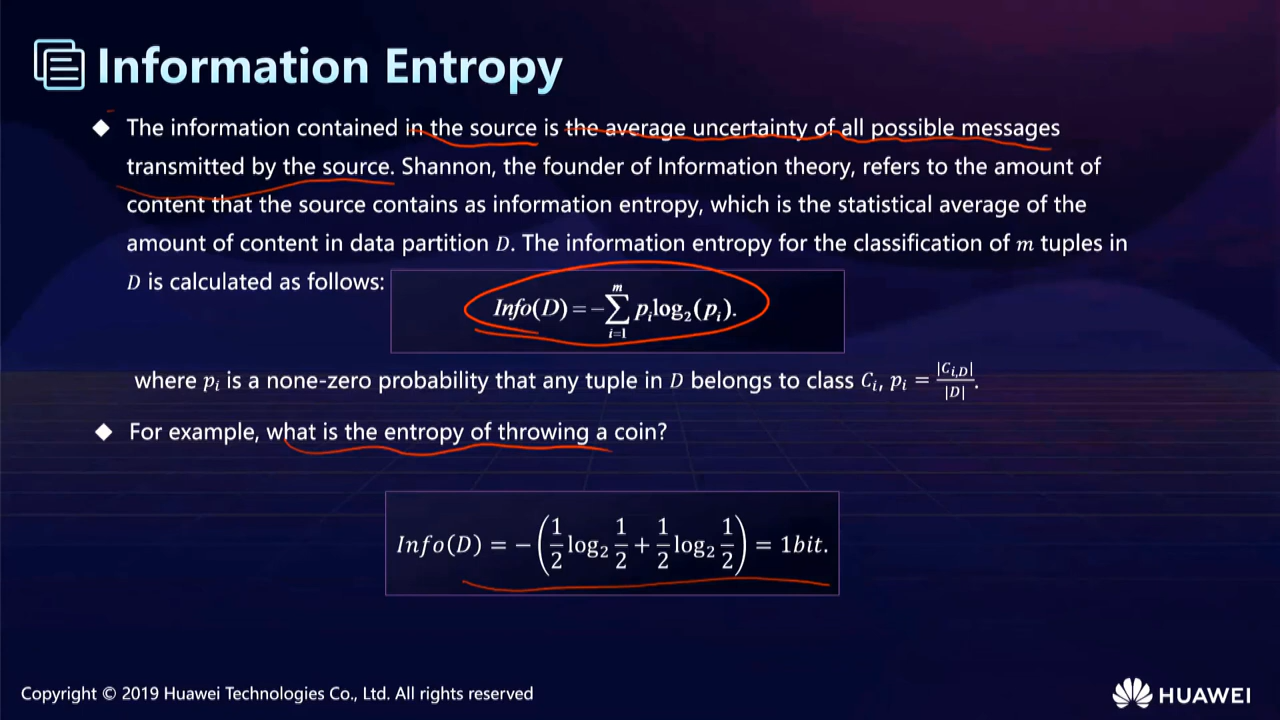 Information Entropy
◆ The information contained in the source is the average uncertainty of all possible messages
transmitted by the source. Shannon, the founder of Information theory, refers to the amount of
content that the source contains as information entropy, which is the statistical average of the
amount of content in data partition D. The information entropy for the classification of m tuples in
D is calculated as follows:
Info(D) = −∑_{i=1}^{m} pᵢlog₂(pᵢ).
where pᵢ is a none-zero probability that any tuple in D belongs to class Cᵢ, pᵢ = |C_{i,D}|/|D|.
◆ For example, what is the entropy of throwing a coin?
Info(D) = −(1/2 log₂ 1/2 + 1/2 log₂ 1/2) = 1bit.
Copyright © 2019 Huawei Technologies Co., Ltd. All rights reserved
HUAWEI